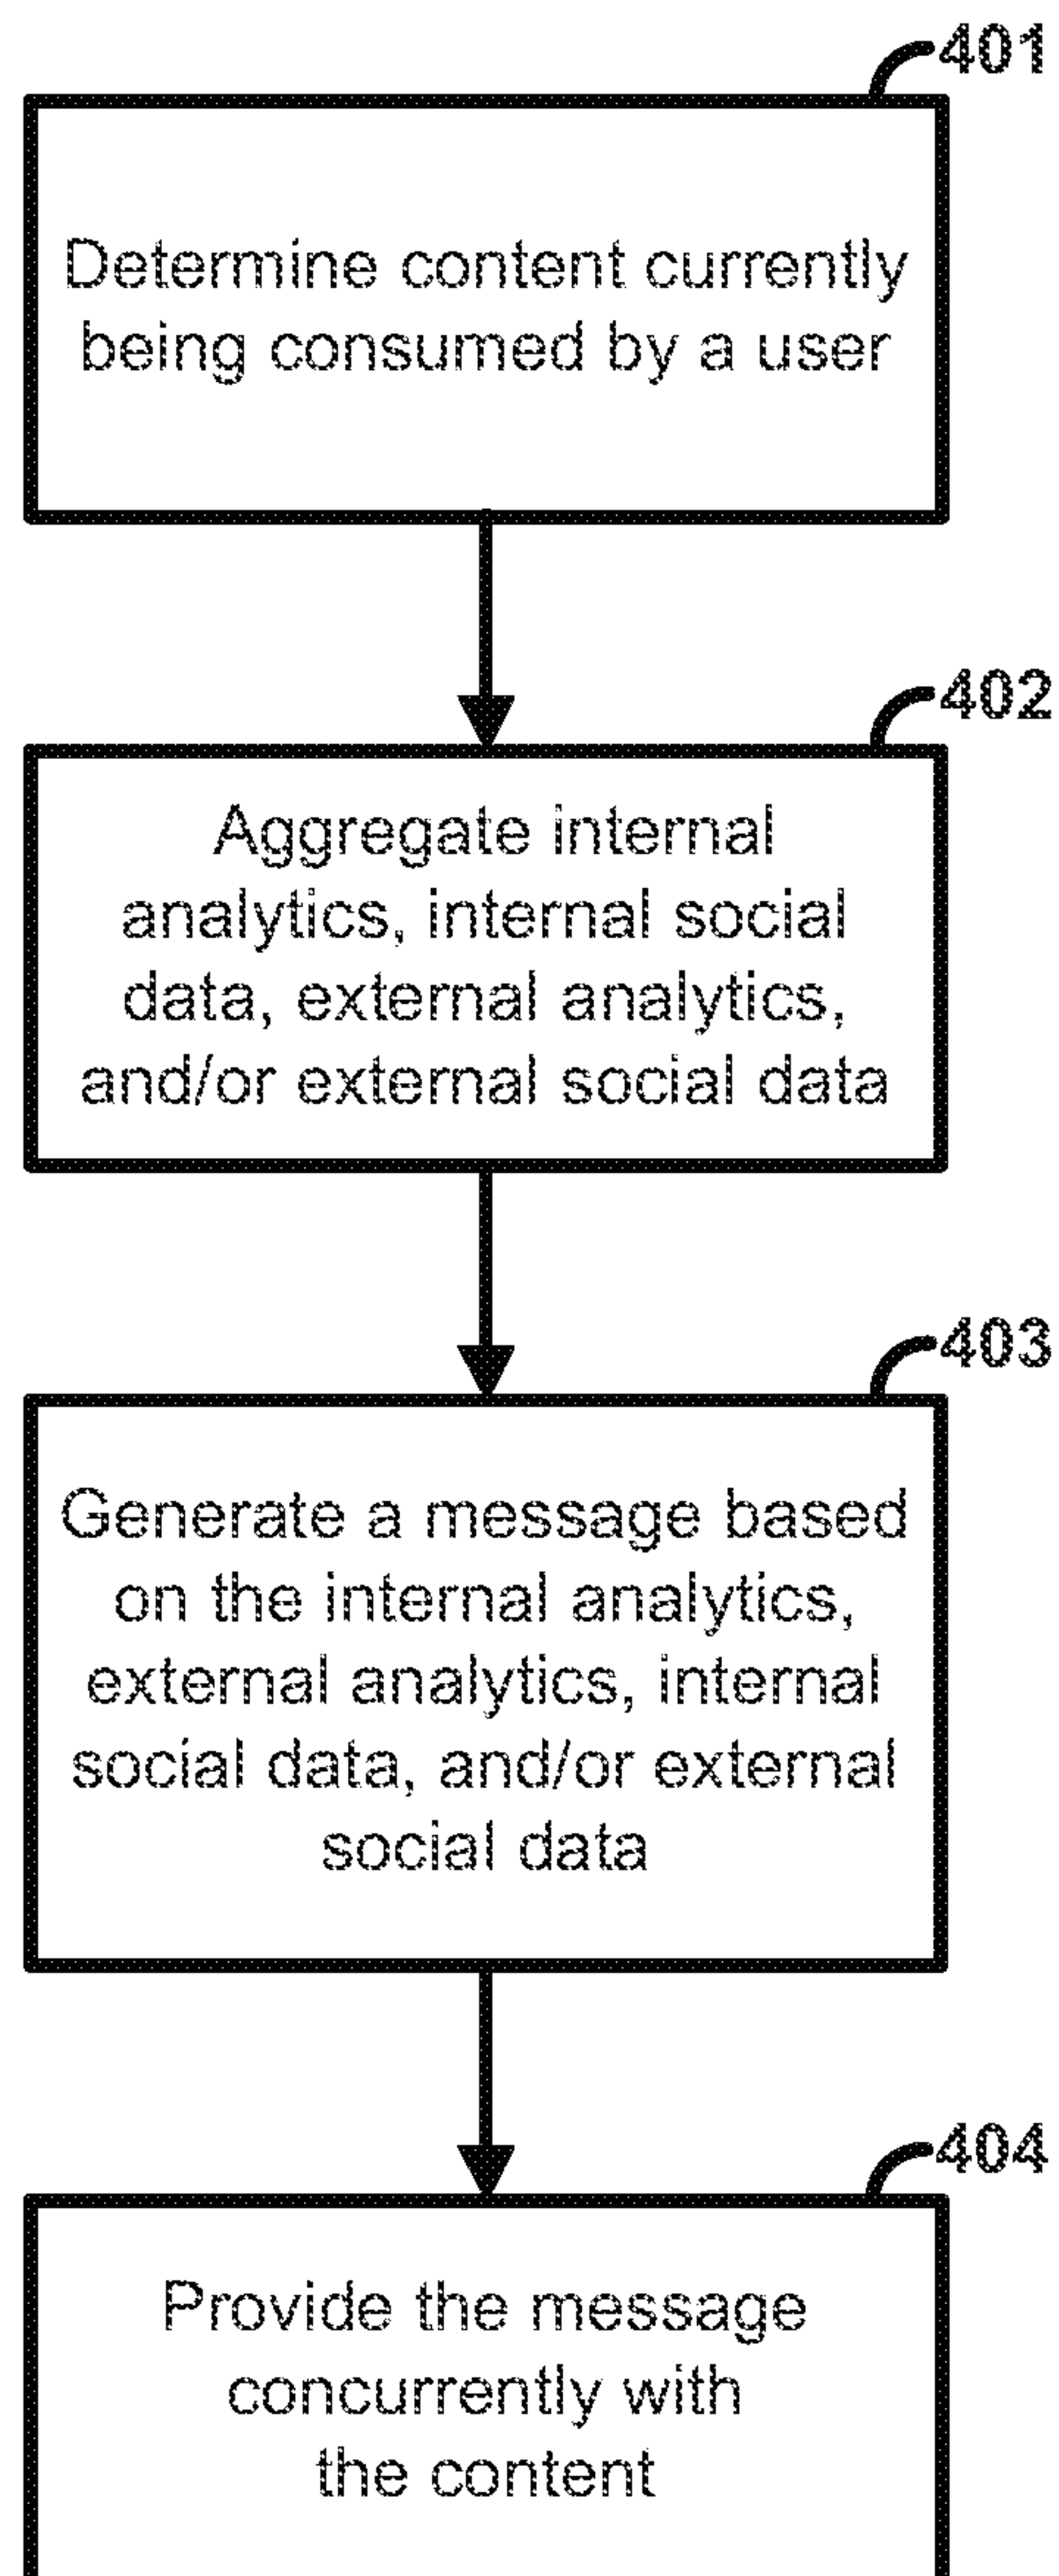 401
Determine content currently
being consumed by a user
402
Aggregate internal
analytics, internal social
data, external analytics,
and/or external social data
403
Generate a message based
on the internal analytics,
external analytics, internal
social data, and/or external
social data
404
Provide the message
concurrently with
the content